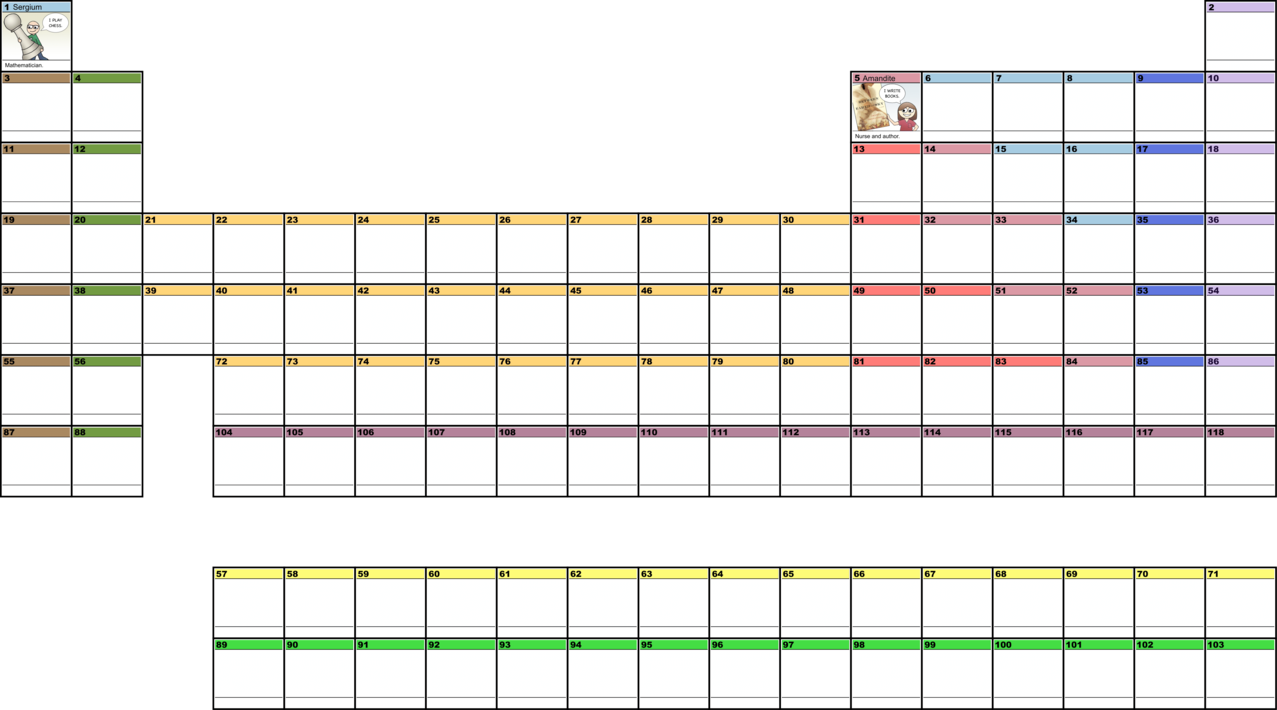 1 Sergium
2
I PLAY
CHESS.
Mathematician.
3 4 5 Amandite 6 7 8 9 10
I WRITE
BOOKS.
Nurse and author.
11 12 13 14 15 16 17 18
19 20 21 22 23 24 25 26 27 28 29 30 31 32 33 34 35 36
37 38 39 40 41 42 43 44 45 46 47 48 49 50 51 52 53 54
55 56 72 73 74 75 76 77 78 79 80 81 82 83 84 85 86
87 88 104 105 106 107 108 109 110 111 112 113 114 115 116 117 118
57 58 59 60 61 62 63 64 65 66 67 68 69 70 71
89 90 91 92 93 94 95 96 97 98 99 100 101 102 103